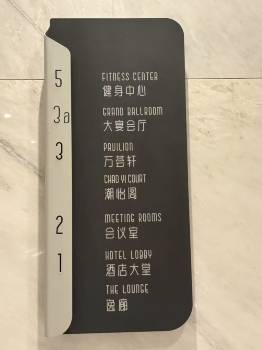 5 FITNESS CENTER
健身中心
3a GRAND BALLROOM
大宴会厅
3 PAVILION
万荟轩
CHAO YI COURT
潮怡阁
2 MEETING ROOMS
会议室
1 HOTEL LOBBY
酒店大堂
THE LOUNGE
逸廊